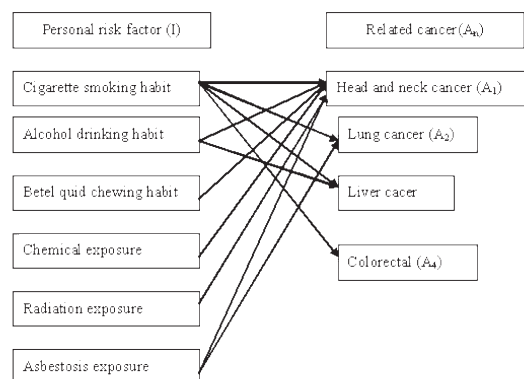 Personal risk factor (I)
Related cancer(Aₙ)
Cigarette smoking habit
Head and neck cancer (A₁)
Alcohol drinking habit
Lung cancer (A₂)
Betel quid chewing habit
Liver cacer
Chemical exposure
Colorectal (A₄)
Radiation exposure
Asbestosis exposure